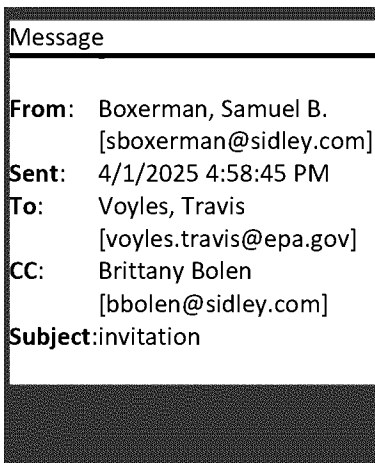 Message
From: Boxerman, Samuel B.
[sboxerman@sidley.com]
Sent: 4/1/2025 4:58:45 PM
To: Voyles, Travis
[voyles.travis@epa.gov]
CC: Brittany Bolen
[bbolen@sidley.com]
Subject:invitation